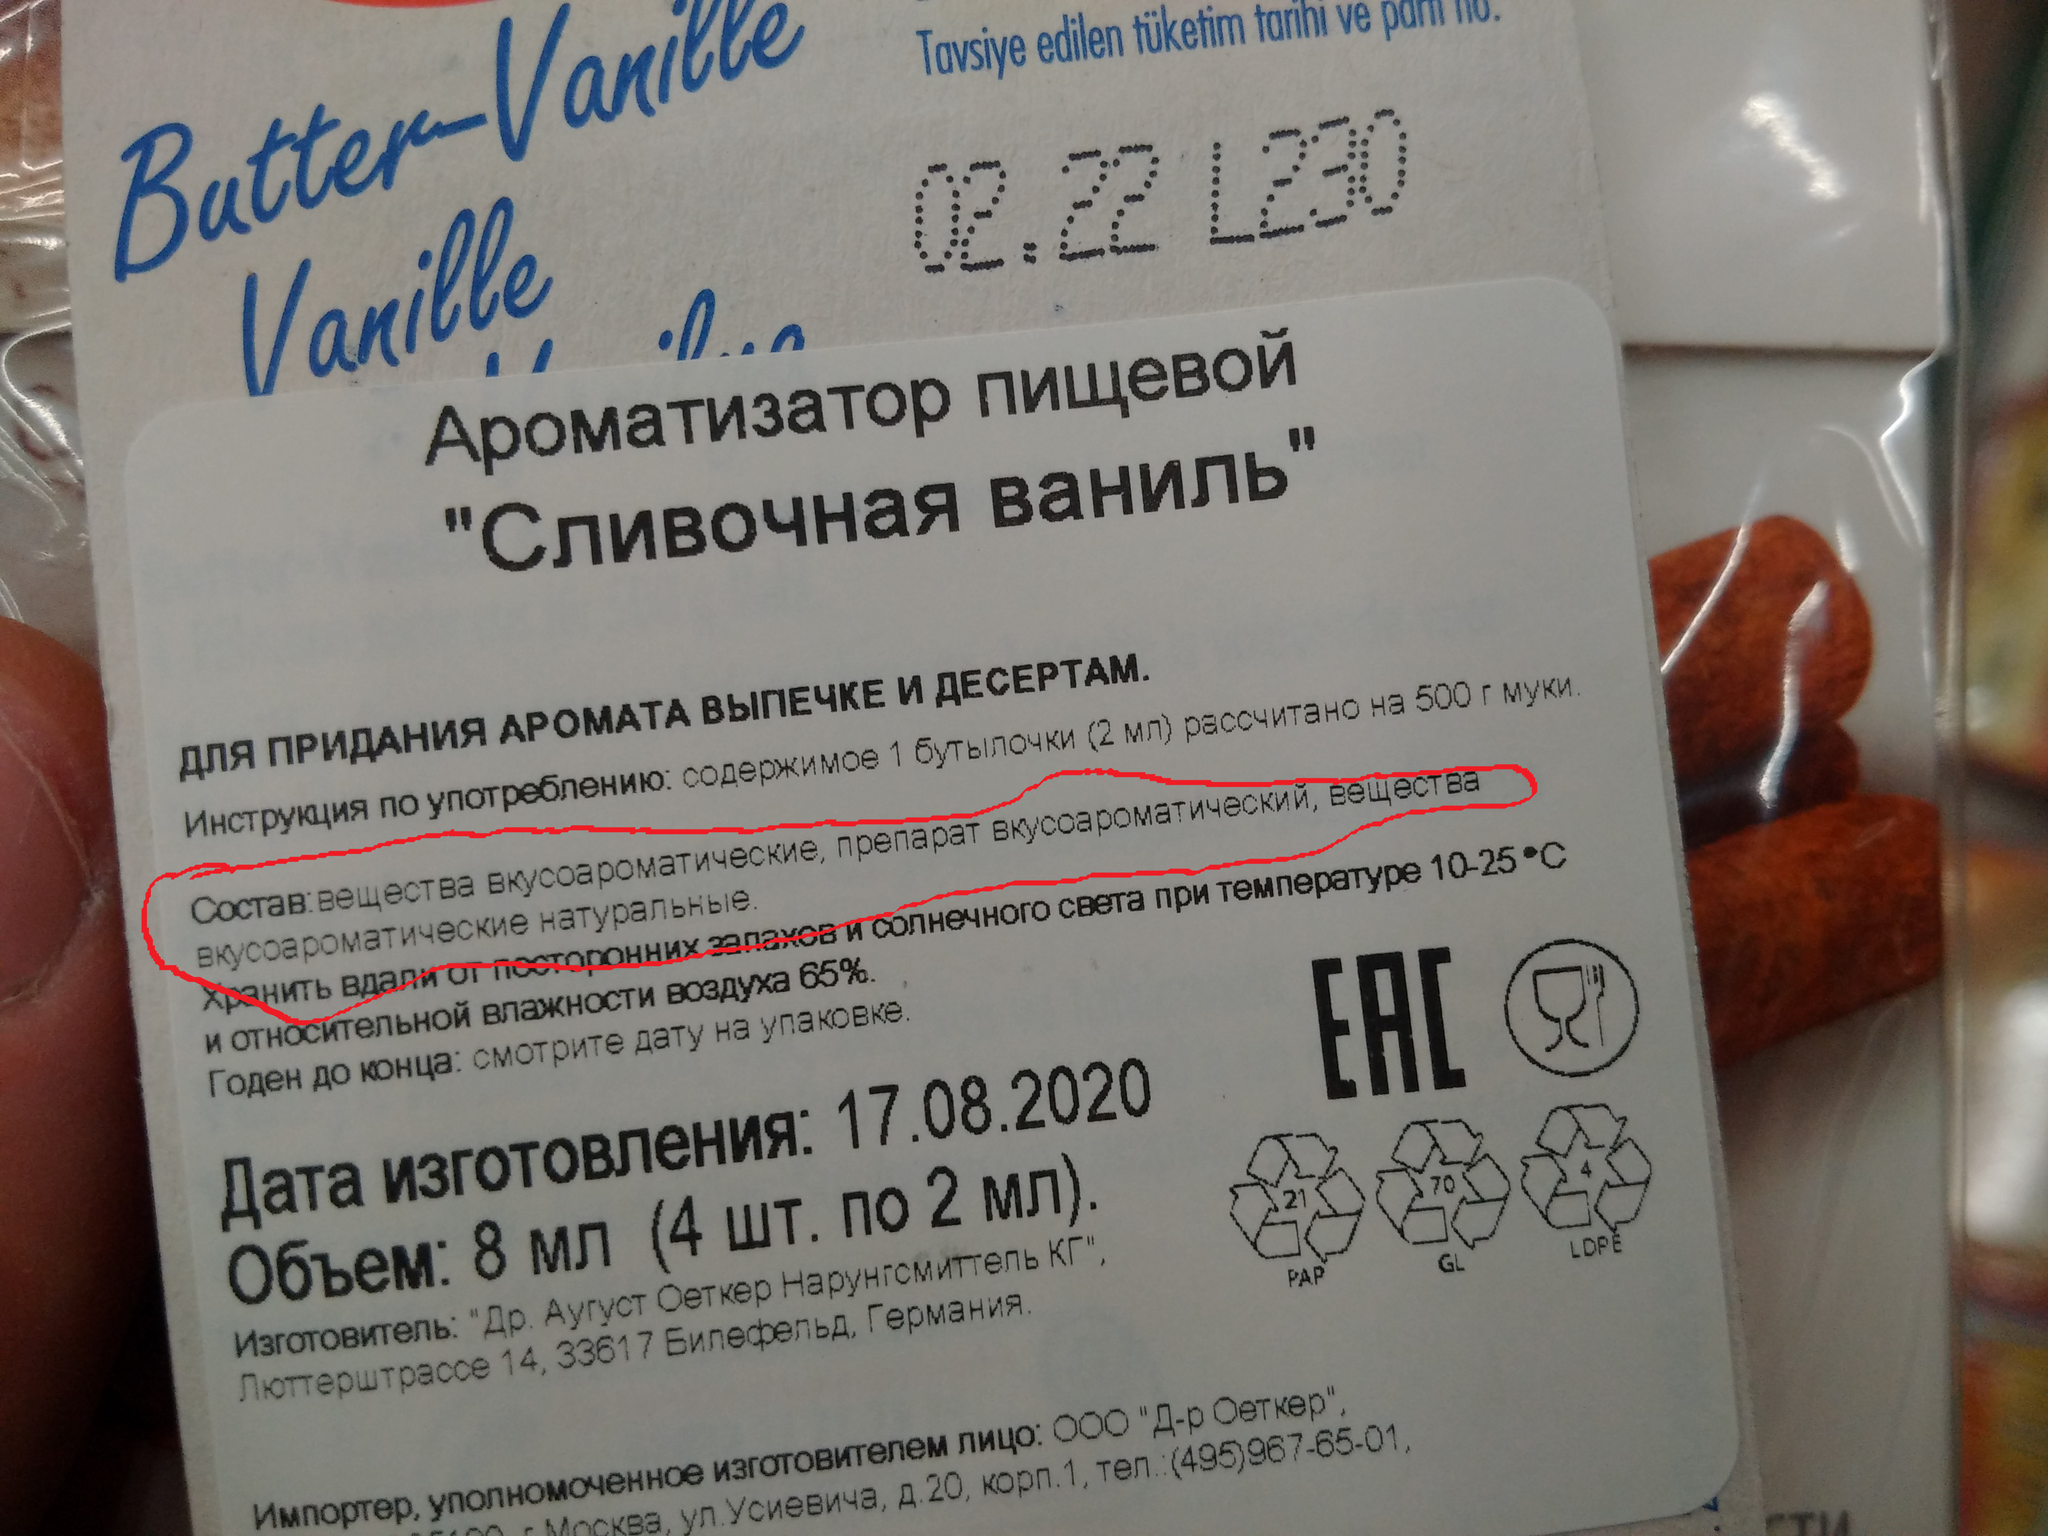 Butter-Vanille
Vanille
Tavsiye edilen tüketim tarihi ve parti no.
02.22 L230
Ароматизатор пищевой
"Сливочная ваниль"
ДЛЯ ПРИДАНИЯ АРОМАТА ВЫПЕЧКЕ И ДЕСЕРТАМ.
Инструкция по употреблению: содержимое 1 бутылочки (2 мл) рассчитано на 500 г муки.
Состав:вещества вкусоароматические, препарат вкусоароматический, вещества
вкусоароматические натуральные.
Хранить вдали от посторонних запахов и солнечного света при температуре 10-25°C
и относительной влажности воздуха 65%.
Годен до конца: смотрите дату на упаковке.
Дата изготовления: 17.08.2020
Объем: 8 мл (4 шт. по 2 мл).
EAC
21
PAP
70
GL
4
LDPE
Изготовитель: "Др. Аугуст Оеткер Нарунгсмиттель КГ",
Люттерштрассе 14, 33617 Билефельд, Германия.
Импортер, уполномоченное изготовителем лицо: ООО "Д-р Оеткер",
г.Москва, ул.Усиевича, д.20, корп.1, тел.:(495)967-65-01,